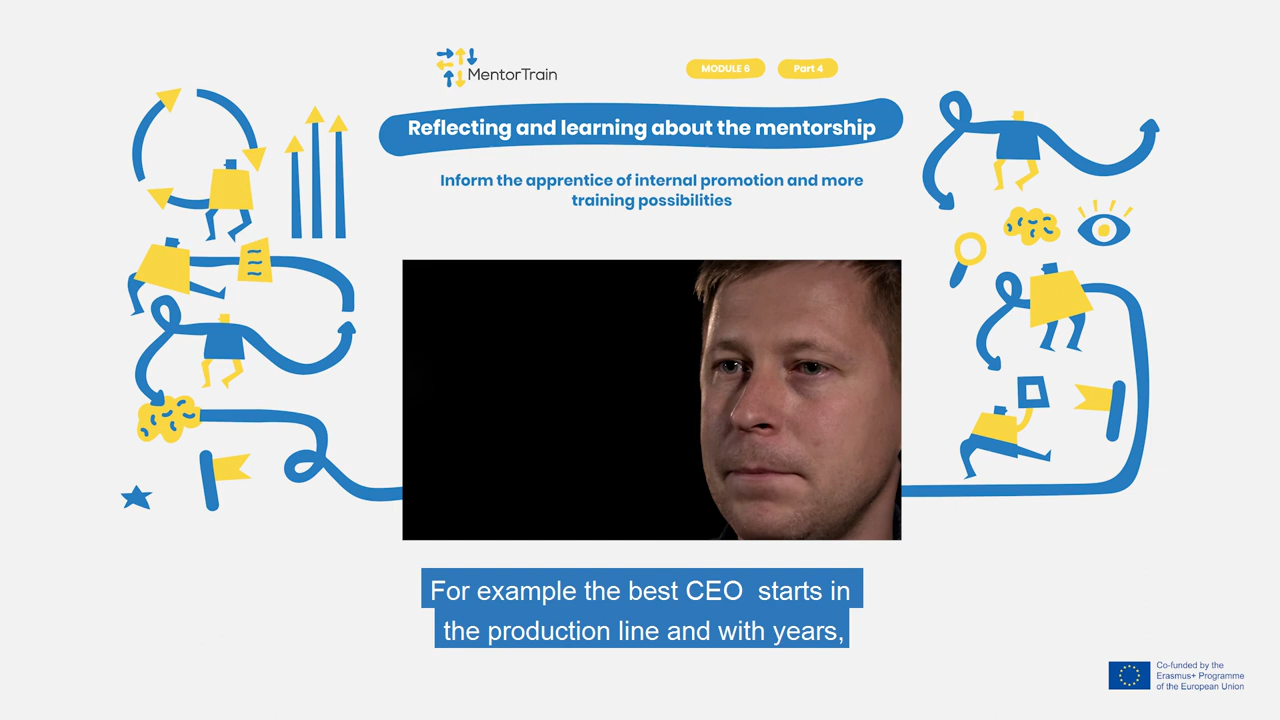 MentorTrain
MODULE 6
Part 4
Reflecting and learning about the mentorship
Inform the apprentice of internal promotion and more
training possibilities
For example the best CEO  starts in
the production line and with years,
Co-funded by the
Erasmus+ Programme
of the European Union